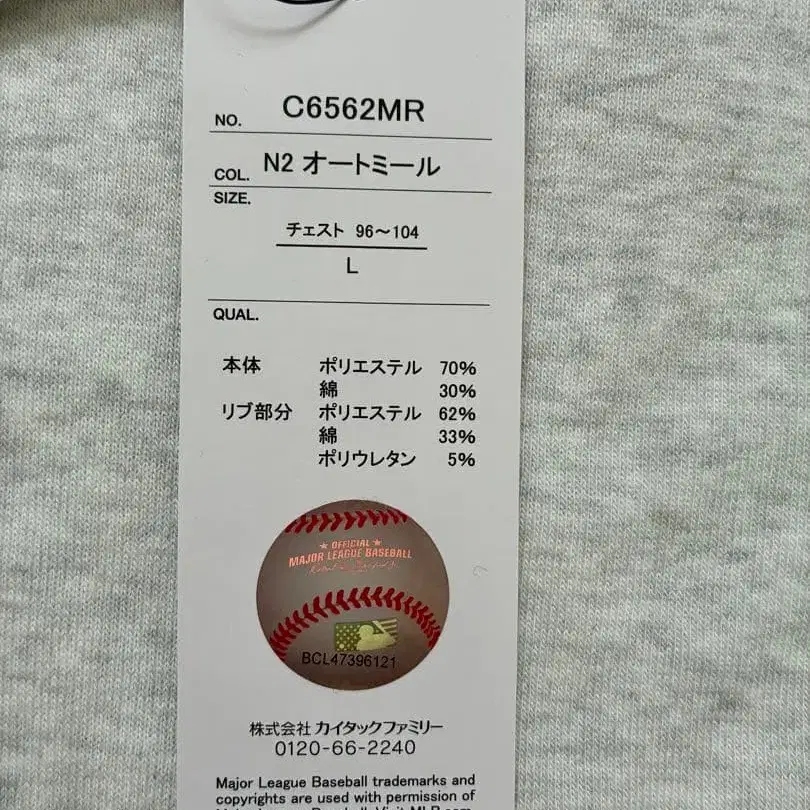 NO. C6562MR
COL. N2 オートミール
SIZE.
チェスト 96〜104
L
QUAL.
本体 ポリエステル 70%
綿 30%
リブ部分 ポリエステル 62%
綿 33%
ポリウレタン 5%
★ OFFICIAL ★
MAJOR LEAGUE BASEBALL
BCL47396121
株式会社 カイタックファミリー
0120-66-2240
Major League Baseball trademarks and
copyrights are used with permission of